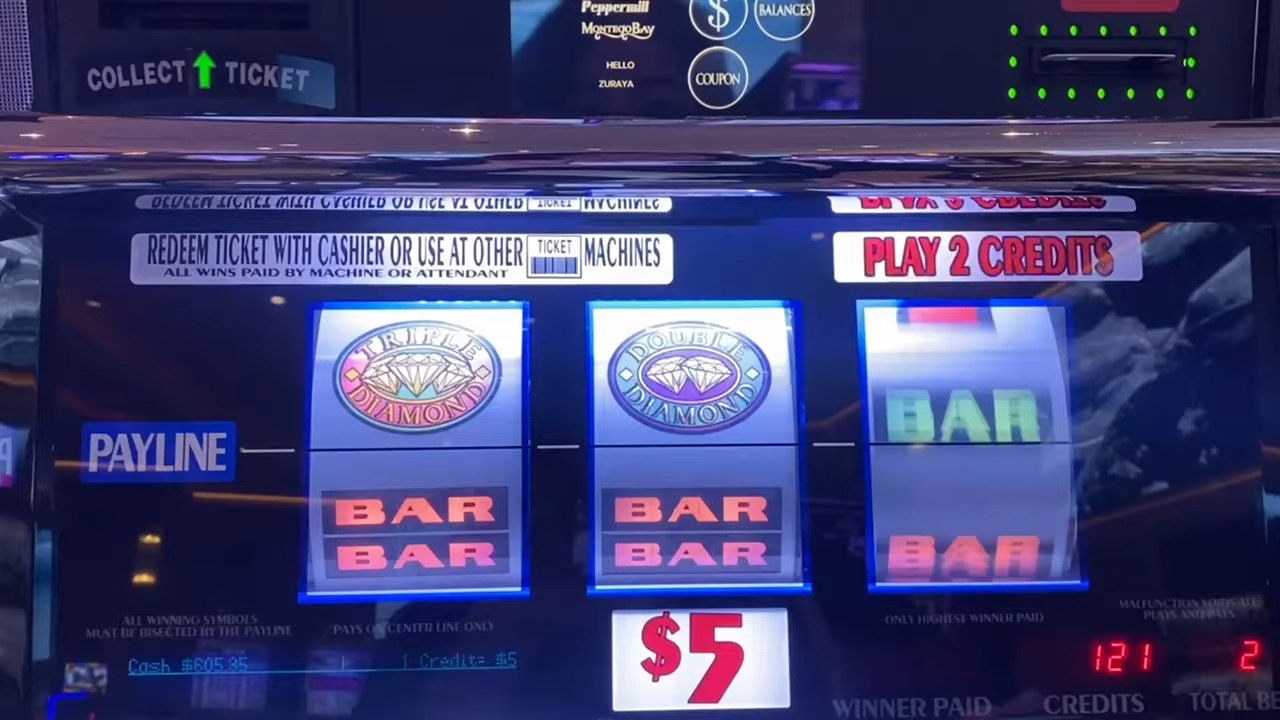 Peppermill
MONTEGOBAY
$
BALANCES
HELLO
ZURAYA
COUPON
COLLECT TICKET
REDEEM TICKET WITH CASHIER OR USE AT OTHER TICKET MACHINES
ALL WINS PAID BY MACHINE OR ATTENDANT
PLAY 2 CREDITS
TRIPLE DIAMOND
DOUBLE DIAMOND
BAR
PAYLINE
BAR
BAR
BAR
BAR
BAR
ALL WINNING SYMBOLS
MUST BE BISECTED BY THE PAYLINE
PAYS ON CENTER LINE ONLY
ONLY HIGHEST WINNER PAID
MALFUNCTION VOIDS ALL
PLAYS AND PAYS
Cash $605.35
1 Credit= $5
$5
121
2
WINNER PAID
CREDITS
TOTAL BE